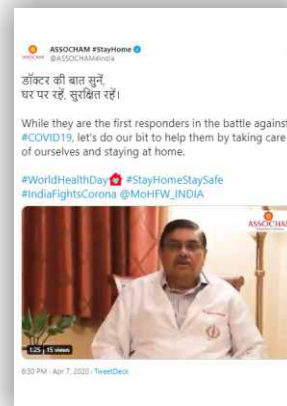 ASSOCHAM #StayHome
@ASSOCHAM4India
डॉक्टर की बात सुनें,
घर पर रहें, सुरक्षित रहें।
While they are the first responders in the battle against
#COVID19, let's do our bit to help them by taking care
of ourselves and staying at home.
#WorldHealthDay #StayHomeStaySafe
#IndiaFightsCorona @MoHFW_INDIA
ASSOCHAM
1:25 15 views
6:30 PM - Apr 7, 2020 - TweetDeck